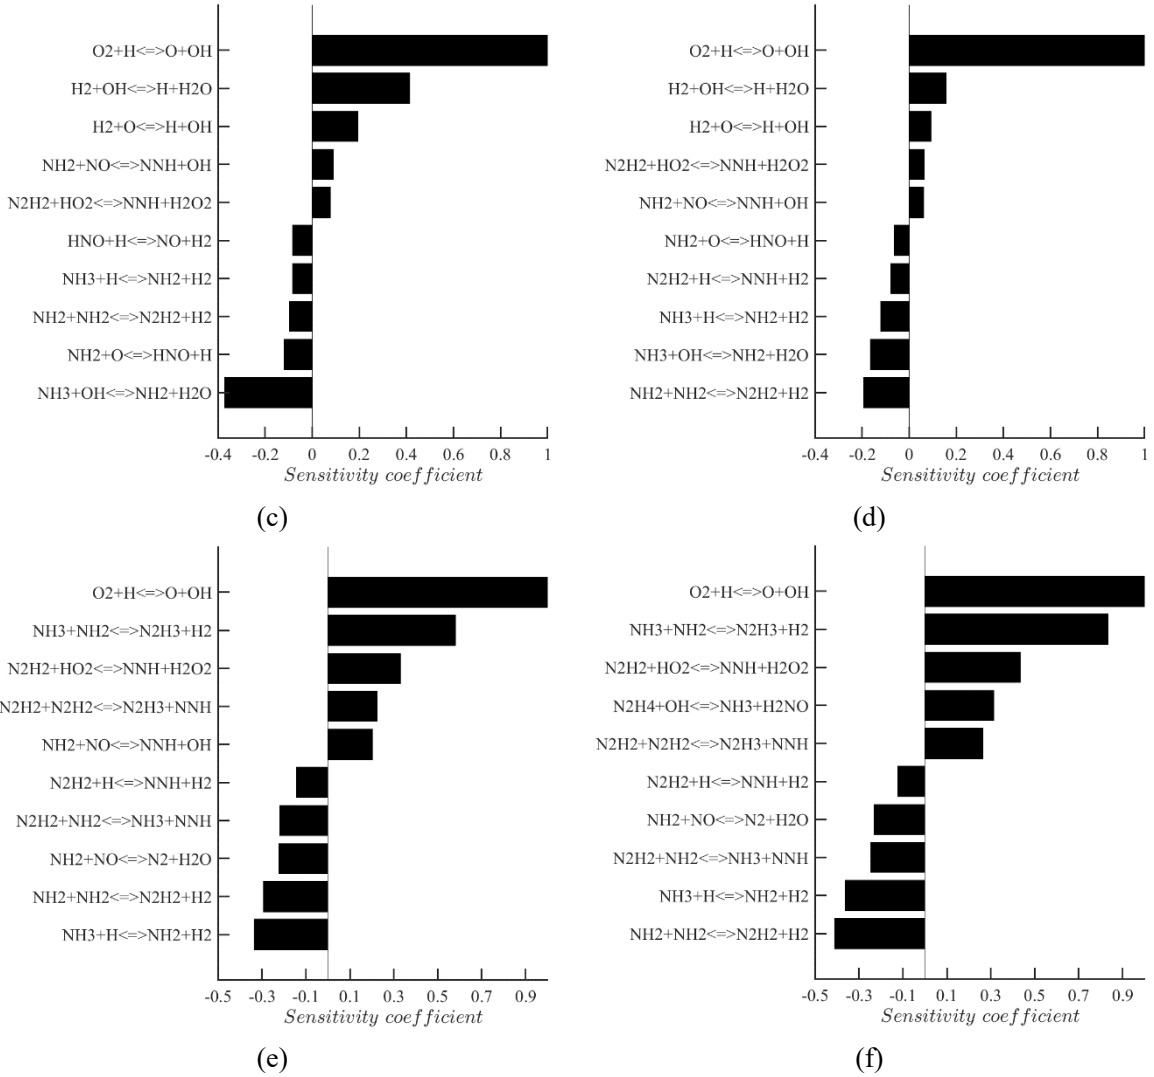 O2+H<=>O+OH
H2+OH<=>H+H2O
H2+O<=>H+OH
NH2+NO<=>NNH+OH
N2H2+HO2<=>NNH+H2O2
HNO+H<=>NO+H2
NH3+H<=>NH2+H2
NH2+NH2<=>N2H2+H2
NH2+O<=>HNO+H
NH3+OH<=>NH2+H2O
-0.4 -0.2 0 0.2 0.4 0.6 0.8 1
Sensitivity coefficient
(c)
O2+H<=>O+OH
H2+OH<=>H+H2O
H2+O<=>H+OH
N2H2+HO2<=>NNH+H2O2
NH2+NO<=>NNH+OH
NH2+O<=>HNO+H
N2H2+H<=>NNH+H2
NH3+H<=>NH2+H2
NH3+OH<=>NH2+H2O
NH2+NH2<=>N2H2+H2
-0.4 -0.2 0 0.2 0.4 0.6 0.8 1
Sensitivity coefficient
(d)
O2+H<=>O+OH
NH3+NH2<=>N2H3+H2
N2H2+HO2<=>NNH+H2O2
N2H2+N2H2<=>N2H3+NNH
NH2+NO<=>NNH+OH
N2H2+H<=>NNH+H2
N2H2+NH2<=>NH3+NNH
NH2+NO<=>N2+H2O
NH2+NH2<=>N2H2+H2
NH3+H<=>NH2+H2
-0.5 -0.3 -0.1 0.1 0.3 0.5 0.7 0.9
Sensitivity coefficient
(e)
O2+H<=>O+OH
NH3+NH2<=>N2H3+H2
N2H2+HO2<=>NNH+H2O2
N2H4+OH<=>NH3+H2NO
N2H2+N2H2<=>N2H3+NNH
N2H2+H<=>NNH+H2
NH2+NO<=>N2+H2O
N2H2+NH2<=>NH3+NNH
NH3+H<=>NH2+H2
NH2+NH2<=>N2H2+H2
-0.5 -0.3 -0.1 0.1 0.3 0.5 0.7 0.9
Sensitivity coefficient
(f)